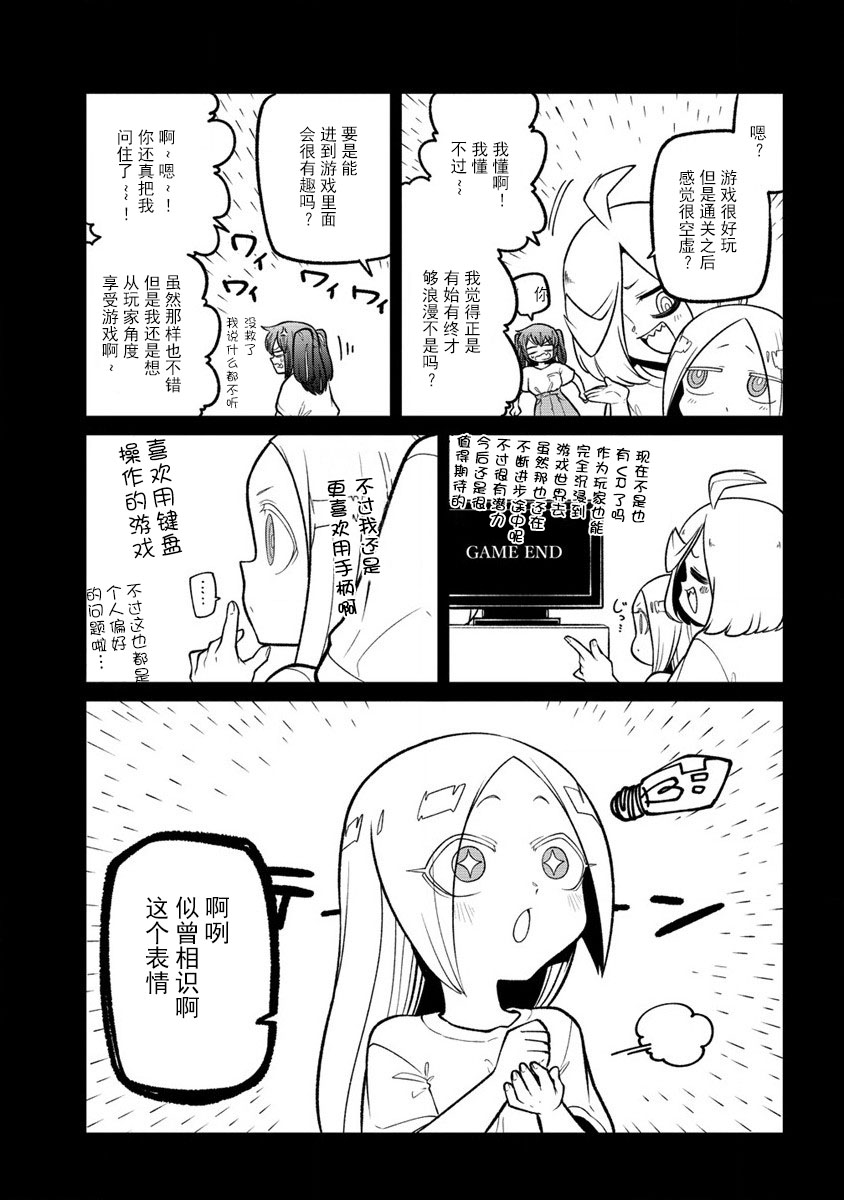 嗯?
游戏很好玩
但是通关之后
感觉很空虚?
我懂啊!
我懂
不过~
我觉得正是
有始有终才
够浪漫不是吗?
你
要是能
进到游戏里面
会很有趣吗?
啊~嗯~!
你还真把我
问住了~~!
虽然那样也不错
但是我还是想
从玩家角度
享受游戏啊~
ワイ
ワイ
ワイ
没救了
我说什么都不听
现在不是也
有VR了吗
作为玩家也能
完全沉浸到
游戏世界去
虽然那也还在
不断进步途中呢
不过很有潜力
今后还是很
值得期待的
GAME END
じっ…
不过我还是
更喜欢用手柄啊
喜欢用键盘
操作的游戏
……
不过这也都是
个人偏好
的问题啦…
啊咧
似曾相识啊
这个表情